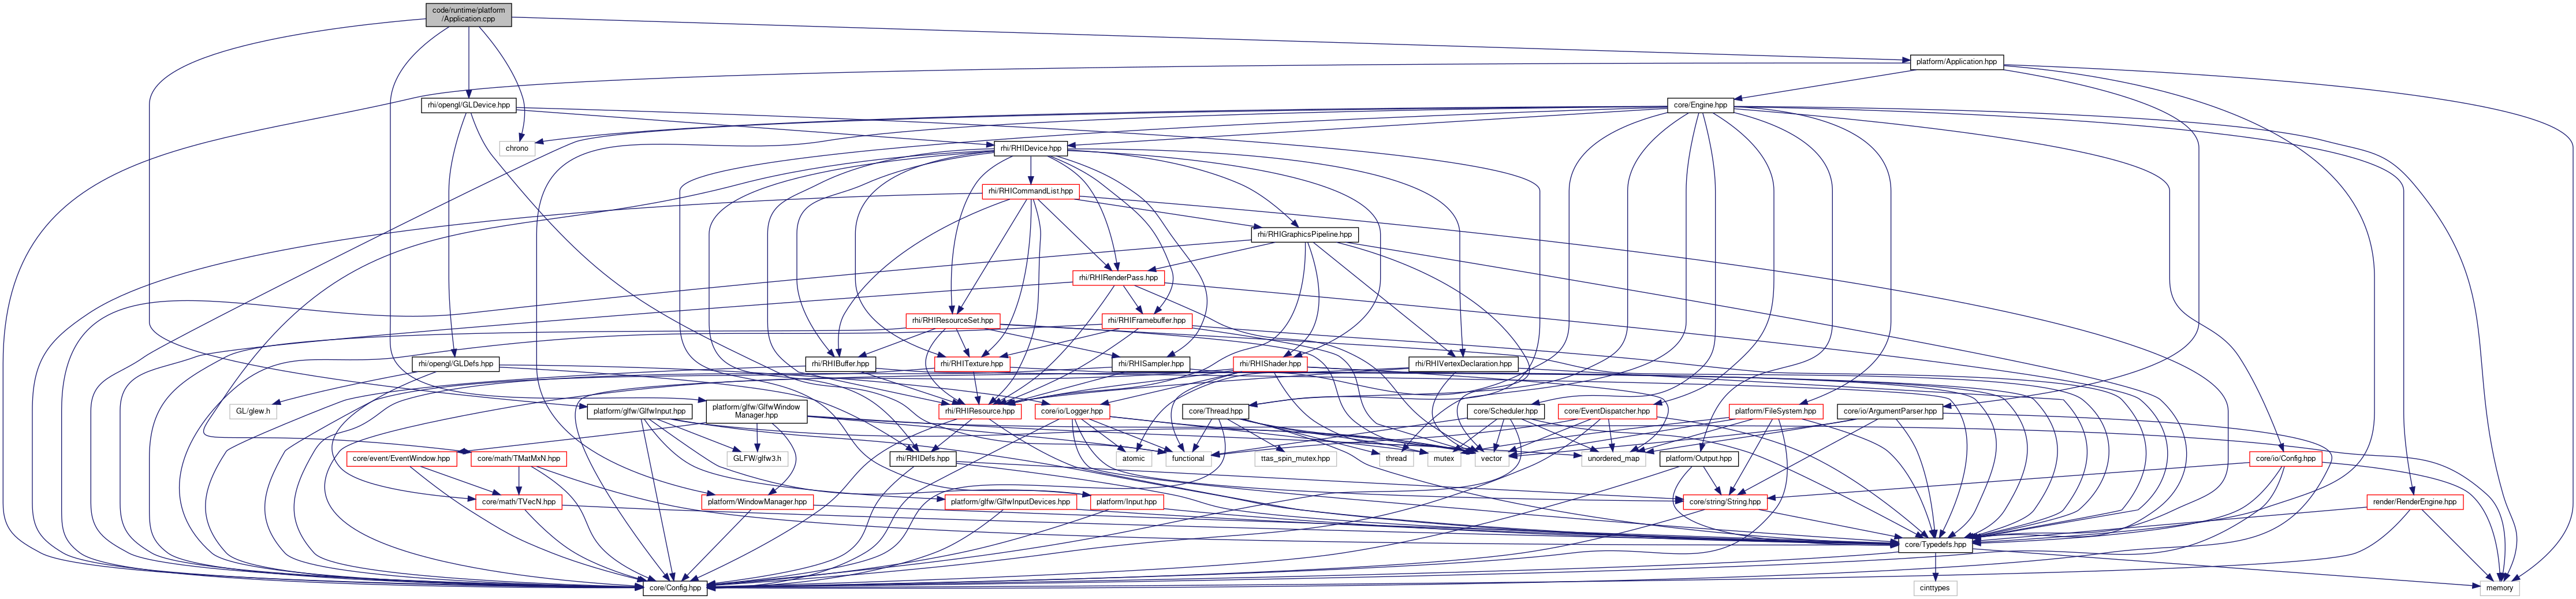 code/runtime/platform
/Application.cpp
platform/Application.hpp
rhi/opengl/GLDevice.hpp
core/Engine.hpp
chrono
rhi/RHIDevice.hpp
rhi/RHICommandList.hpp
rhi/RHIGraphicsPipeline.hpp
rhi/RHIRenderPass.hpp
rhi/RHIResourceSet.hpp
rhi/RHIFramebuffer.hpp
rhi/opengl/GLDefs.hpp
rhi/RHIBuffer.hpp
rhi/RHITexture.hpp
rhi/RHISampler.hpp
rhi/RHIShader.hpp
rhi/RHIVertexDeclaration.hpp
GL/glew.h
platform/glfw/GlfwInput.hpp
platform/glfw/GlfwWindow
Manager.hpp
rhi/RHIResource.hpp
core/io/Logger.hpp
core/Thread.hpp
core/Scheduler.hpp
core/EventDispatcher.hpp
platform/FileSystem.hpp
core/io/ArgumentParser.hpp
core/event/EventWindow.hpp
core/math/TMatMxN.hpp
GLFW/glfw3.h
rhi/RHIDefs.hpp
atomic
functional
ttas_spin_mutex.hpp
thread
mutex
vector
unordered_map
platform/Output.hpp
core/io/Config.hpp
core/math/TVecN.hpp
platform/WindowManager.hpp
platform/glfw/GlfwInputDevices.hpp
platform/Input.hpp
core/string/String.hpp
render/RenderEngine.hpp
core/Typedefs.hpp
core/Config.hpp
cinttypes
memory